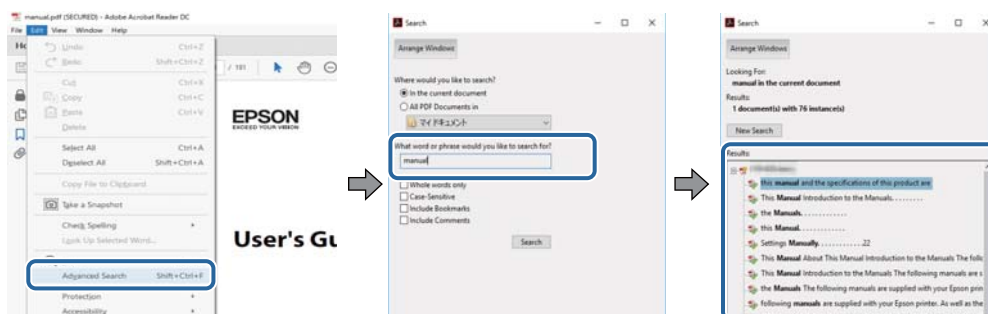 manual.pdf (SECURED) - Adobe Acrobat Reader DC
File Edit View Window Help
Undo Ctrl+Z
Redo Shift+Ctrl+Z
Cut Ctrl+X
Copy Ctrl+C
Paste Ctrl+V
Delete
Select All Ctrl+A
Deselect All Shift+Ctrl+A
Copy File to Clipboard
Take a Snapshot
Check Spelling
Look Up Selected Word...
Advanced Search Shift+Ctrl+F
Protection
Accessibility
/ 181
EPSON
EXCEED YOUR VISION
User's Gu
Search
Arrange Windows
Where would you like to search?
In the current document
All PDF Documents in
マイ ドキュメント
What word or phrase would you like to search for?
manual
Whole words only
Case-Sensitive
Include Bookmarks
Include Comments
Search
Search
Arrange Windows
Looking For:
manual in the current document
Results:
1 document(s) with 76 instance(s)
New Search
Results:
this manual and the specifications of this product are
This Manual Introduction to the Manuals. . . . . . . . .
the Manuals. . . . . . . . . . . . .
this Manual. . . . . . . . . . . . .
Settings Manually. . . . . . . . . . . . .22
This Manual About This Manual Introduction to the Manuals The follo
This Manual Introduction to the Manuals The following manuals are s
the Manuals The following manuals are supplied with your Epson prin
following manuals are supplied with your Epson printer. As well as the